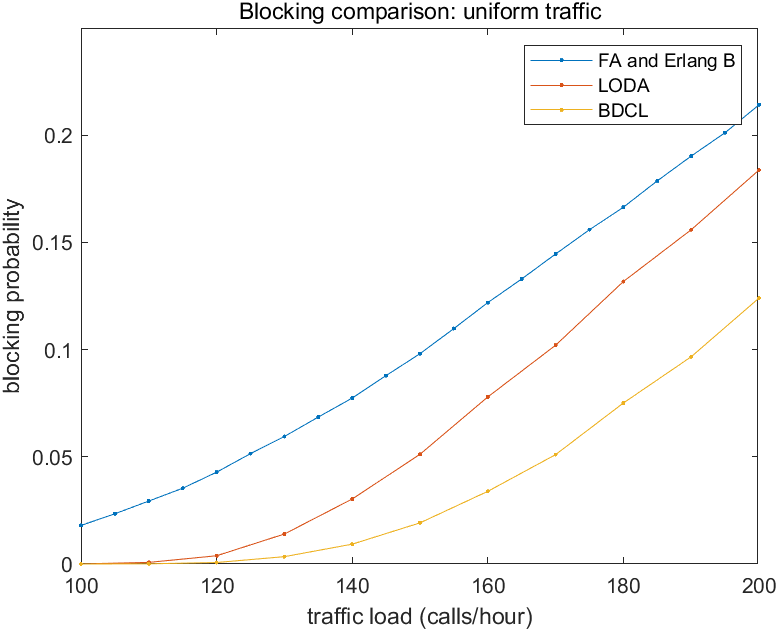 Blocking comparison: uniform traffic
FA and Erlang B
LODA
BDCL
blocking probability
0.2
0.15
0.1
0.05
0
100
120
140
160
180
200
traffic load (calls/hour)